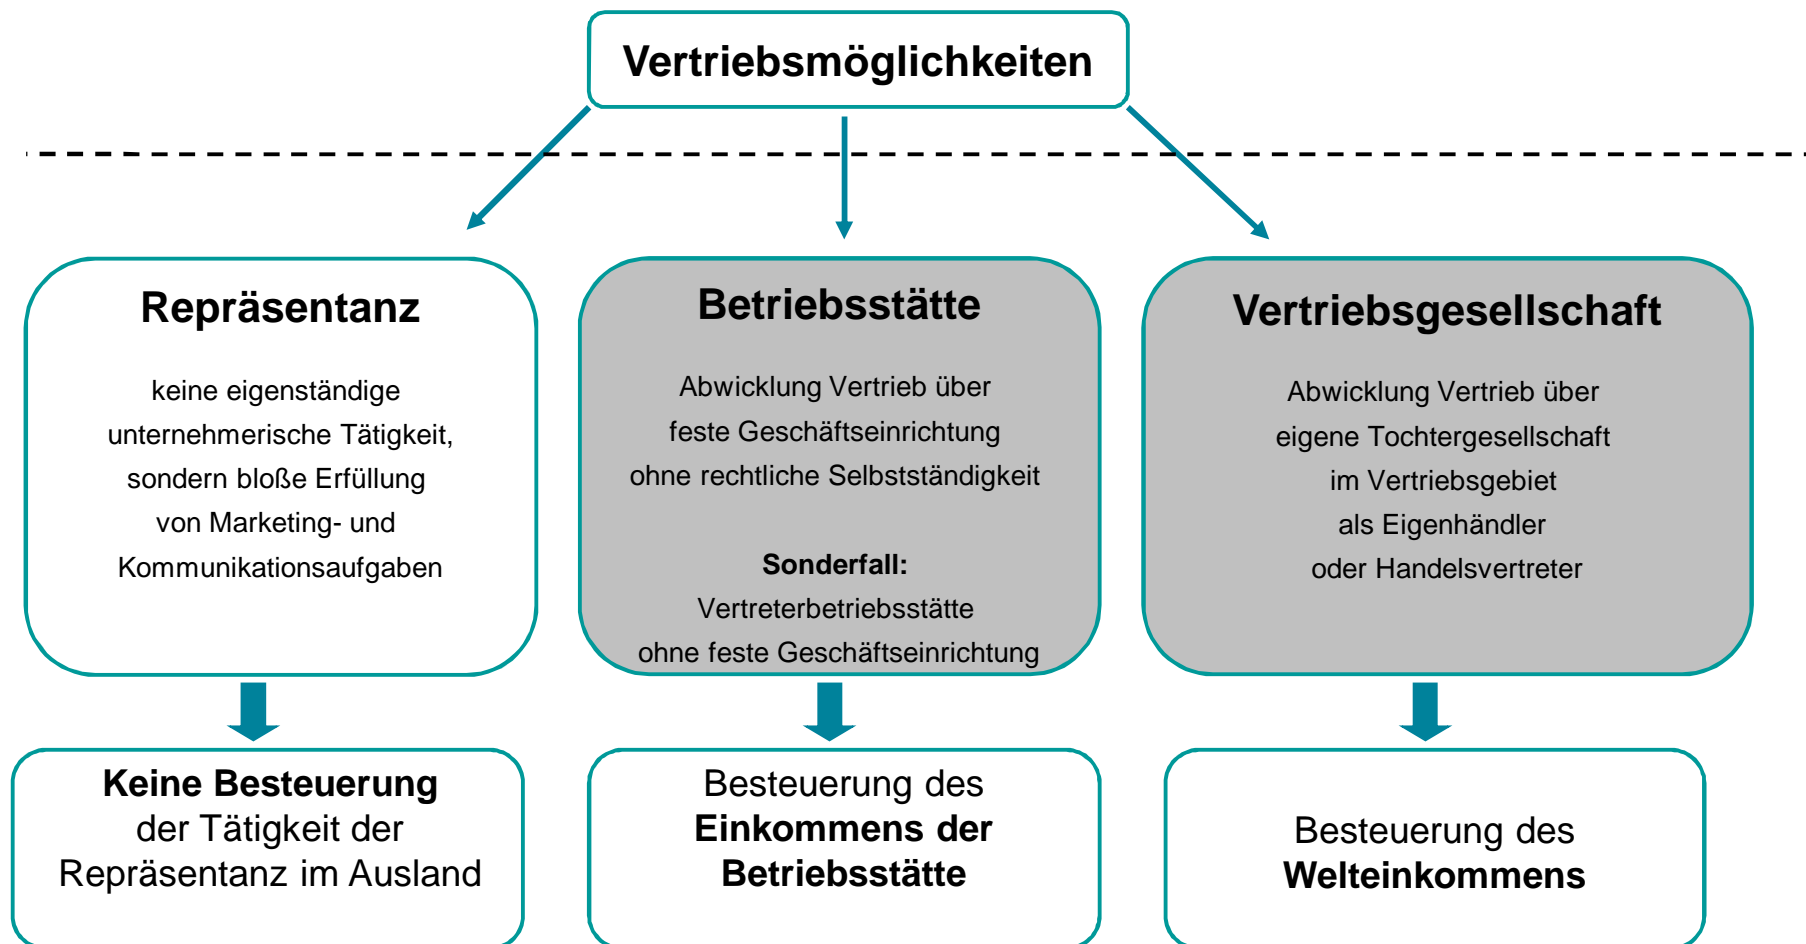 Vertriebsmöglichkeiten
Repräsentanz
keine eigenständige
unternehmerische Tätigkeit,
sondern bloße Erfüllung
von Marketing- und
Kommunikationsaufgaben
Betriebsstätte
Abwicklung Vertrieb über
feste Geschäftseinrichtung
ohne rechtliche Selbstständigkeit
Sonderfall:
Vertreterbetriebsstätte
ohne feste Geschäftseinrichtung
Vertriebsgesellschaft
Abwicklung Vertrieb über
eigene Tochtergesellschaft
im Vertriebsgebiet
als Eigenhändler
oder Handelsvertreter
Keine Besteuerung
der Tätigkeit der
Repräsentanz im Ausland
Besteuerung des
Einkommens der
Betriebsstätte
Besteuerung des
Welteinkommens